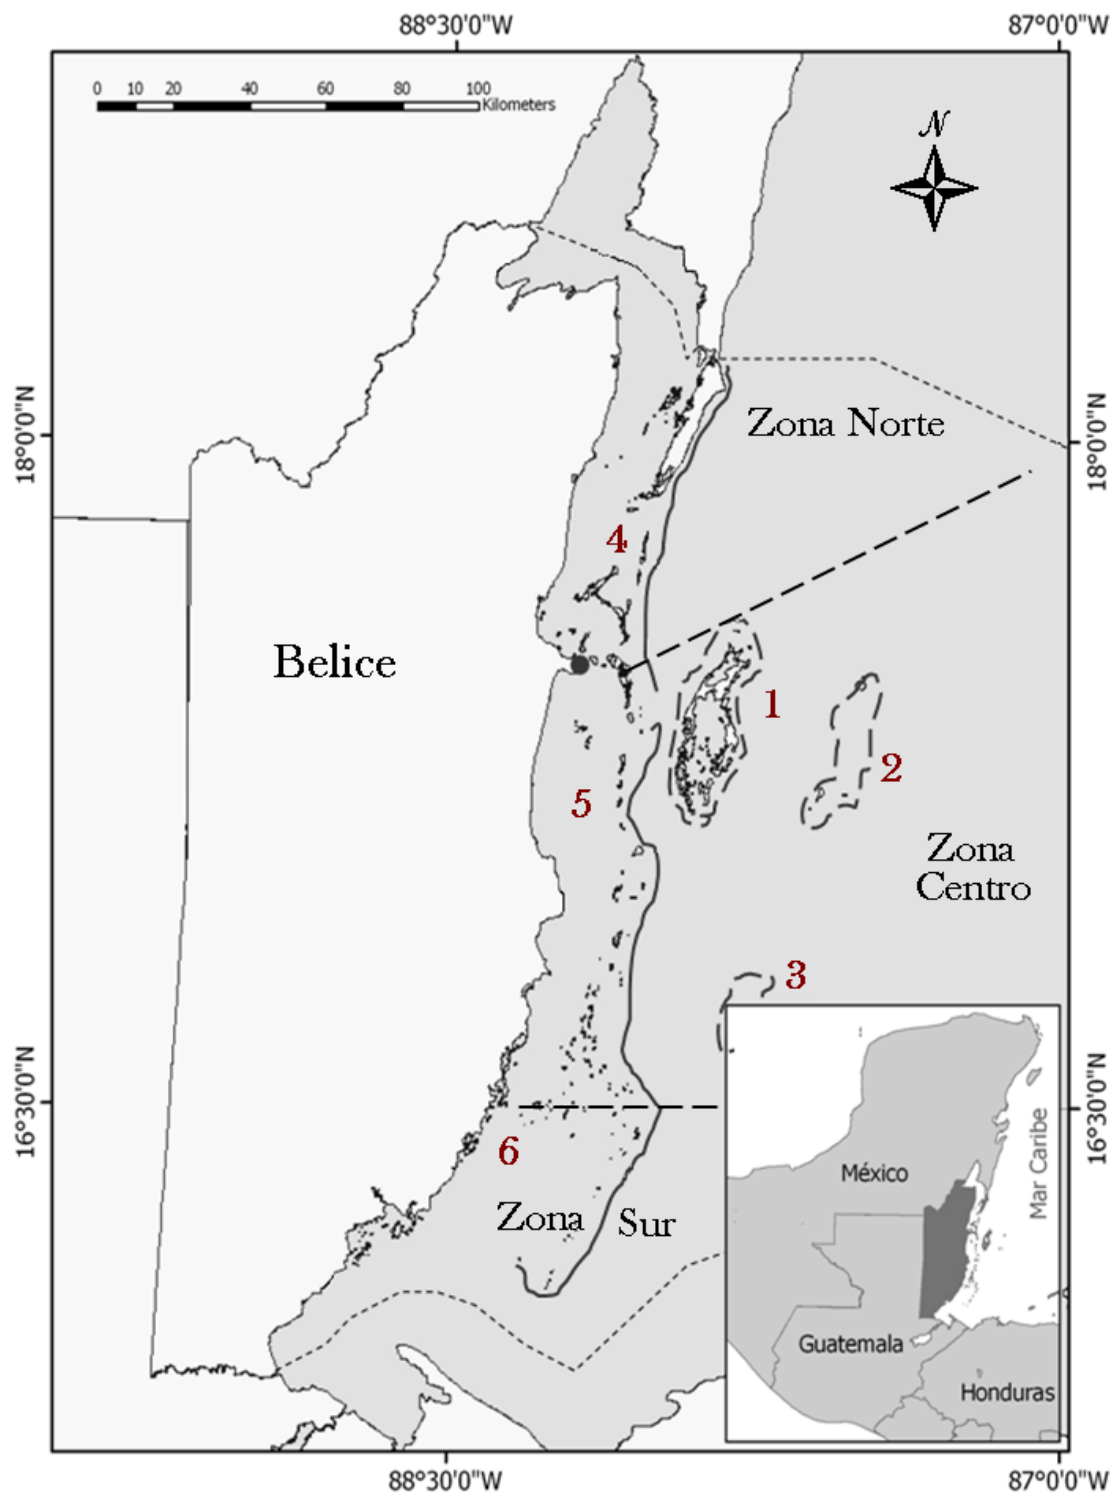 88°30'0"W 87°0'0"W
0 10 20 40 60 80 100
Kilometers
N
18°0'0"N
Zona Norte
18°0'0"N
4
Belice
1
2
5
Zona
Centro
3
16°30'0"N
16°30'0"N
6
Zona Sur
México
Mar Caribe
Guatemala
Honduras
88°30'0"W 87°0'0"W